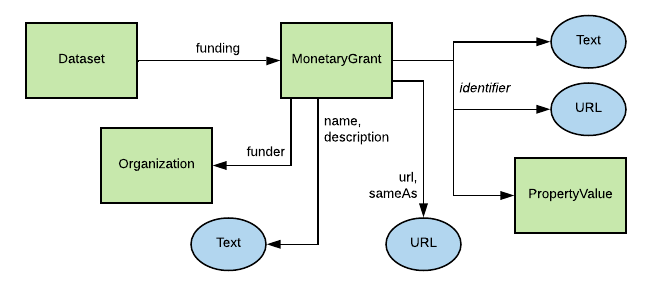 Dataset
funding
MonetaryGrant
Text
identifier
URL
name,
description
Organization
funder
url,
sameAs
PropertyValue
Text
URL